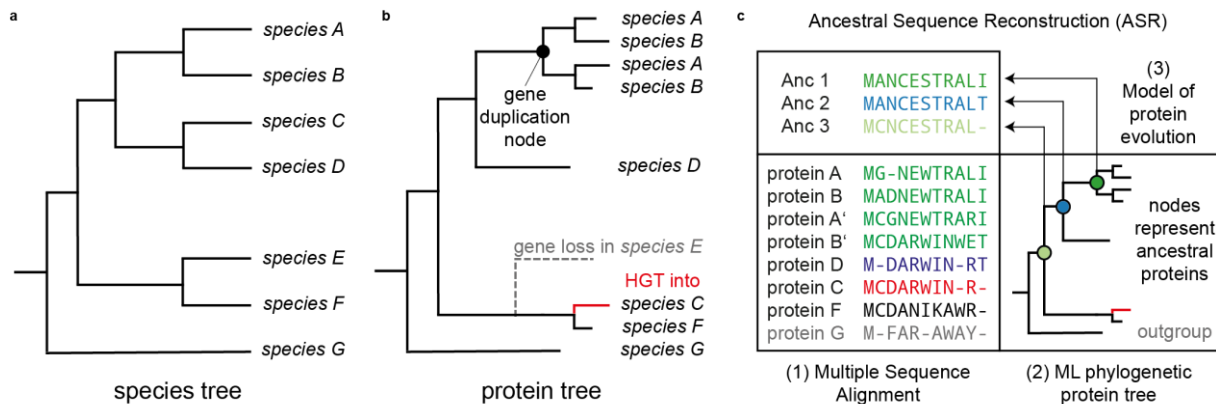 a
species A
species B
species C
species D
species E
species F
species G
species tree
b
species A
species B
species A
species B
gene
duplication
node
species D
gene loss in species E
HGT into
species C
species F
species G
protein tree
c
Ancestral Sequence Reconstruction (ASR)
Anc 1 MANCESTRALI
Anc 2 MANCESTRALT
Anc 3 MCNCESTRAL-
(3)
Model of
protein
evolution
protein A MG-NEWTRALI
protein B MADNEWTRALI
protein A‘ MCGNEWTRARI
protein B‘ MCDARWINWET
protein D M-DARWIN-RT
protein C MCDARWIN-R-
protein F MCDANIKAWR-
protein G M-FAR-AWAY-
nodes
represent
ancestral
proteins
outgroup
(1) Multiple Sequence
Alignment
(2) ML phylogenetic
protein tree